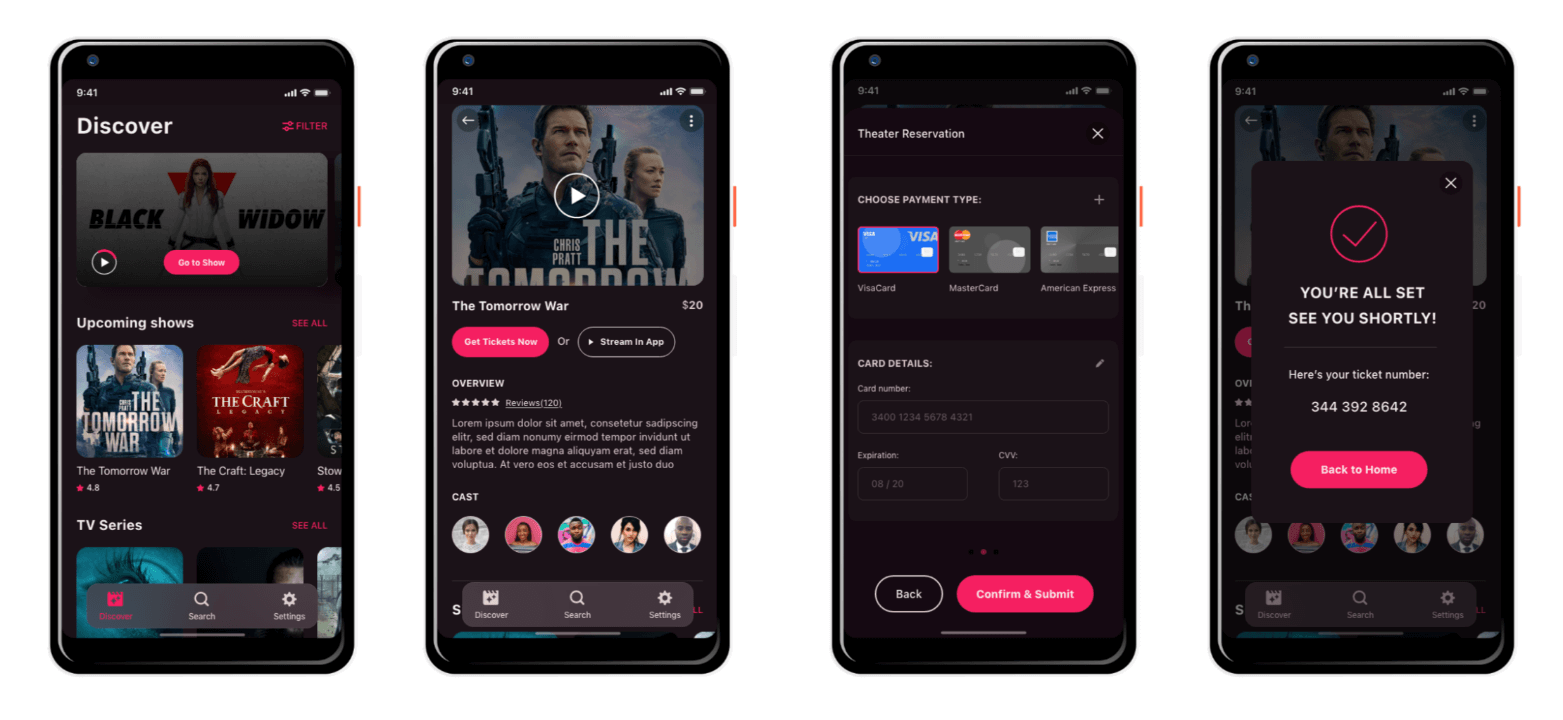 9:41
Discover
FILTER
BLACK WIDOW
Go to Show
Upcoming shows
SEE ALL
CHRIS PRATT
THE
TOMORROW
WAR
THE CRAFT
LEGACY
The Tomorrow War
The Craft: Legacy
Stow
4.8
4.7
4.5
TV Series
SEE ALL
Discover
Search
Settings
9:41
CHRIS
PRATT
THE
TOMORROW
The Tomorrow War
$20
Get Tickets Now
Or
Stream In App
OVERVIEW
Reviews(120)
Lorem ipsum dolor sit amet, consetetur sadipscing
elitr, sed diam nonumy eirmod tempor invidunt ut
labore et dolore magna aliquyam erat, sed diam
voluptua. At vero eos et accusam et justo duo
CAST
S
LL
Discover
Search
Settings
9:41
Theater Reservation
CHOOSE PAYMENT TYPE:
VISA
VISA
VisaCard
MasterCard
American Express
CARD DETAILS:
Card number:
3400 1234 5678 4321
Expiration:
CVV:
08 / 20
123
Back
Confirm & Submit
9:41
YOU'RE ALL SET
SEE YOU SHORTLY!
Here's your ticket number:
344 392 8642
Back to Home
Th
20
OVE
Lor
g
elit
lab
volu
CAS
S
LL
Discover
Search
Settings